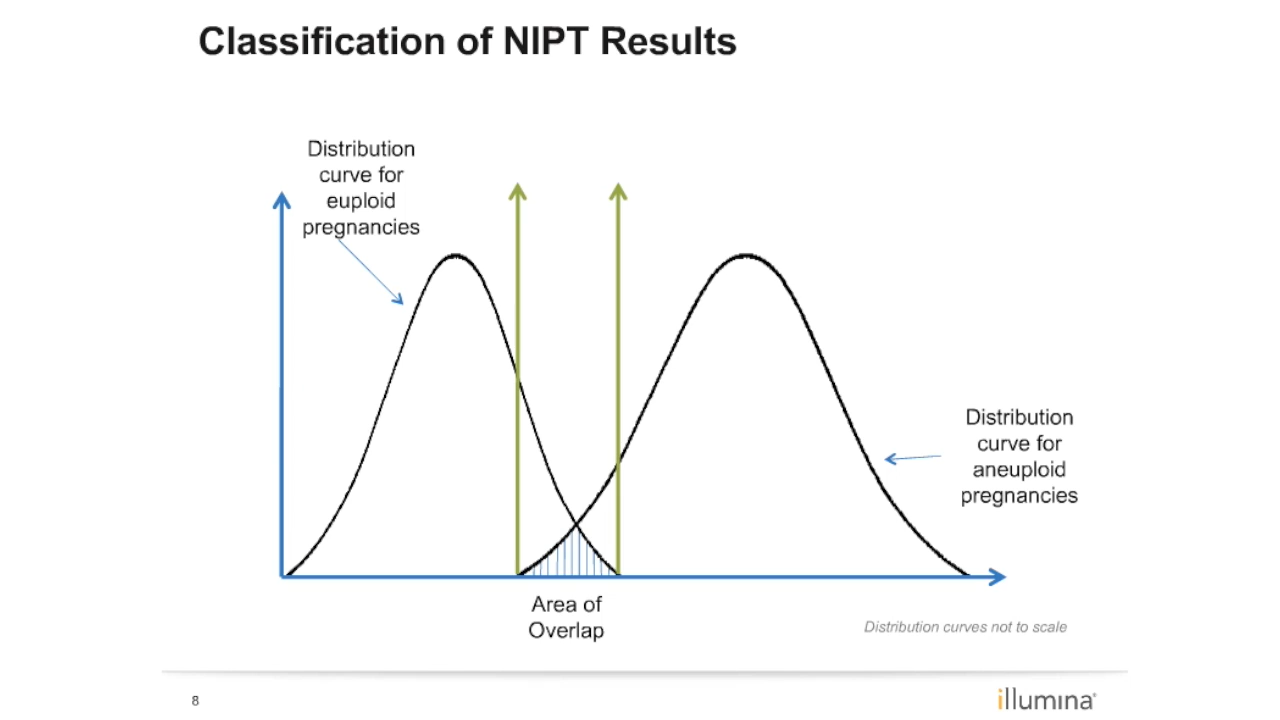 Classification of NIPT Results
Distribution
curve for
euploid
pregnancies
Distribution
curve for
aneuploid
pregnancies
Area of
Overlap
Distribution curves not to scale
8
illumina®